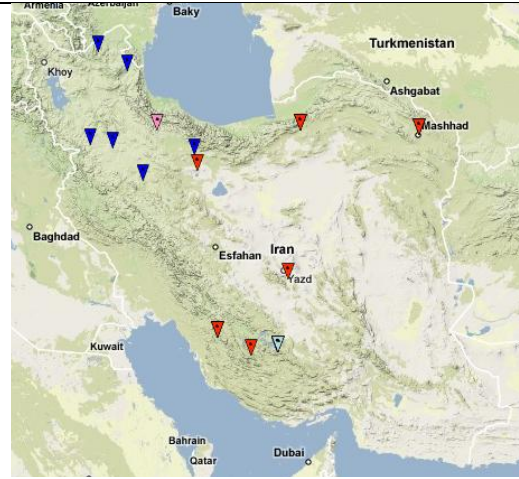 Armenia
Azerbaijan
Baky
Khoy
Turkmenistan
Ashgabat
Mashhad
Baghdad
Esfahan
Iran
Yazd
Kuwait
Bahrain
Qatar
Dubai